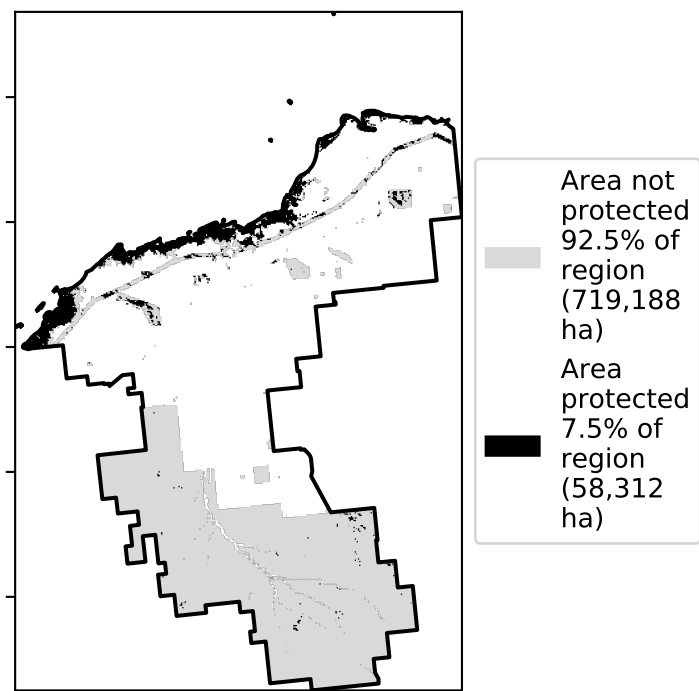 Area not
protected
92.5% of
region
(719,188
ha)
Area
protected
7.5% of
region
(58,312
ha)